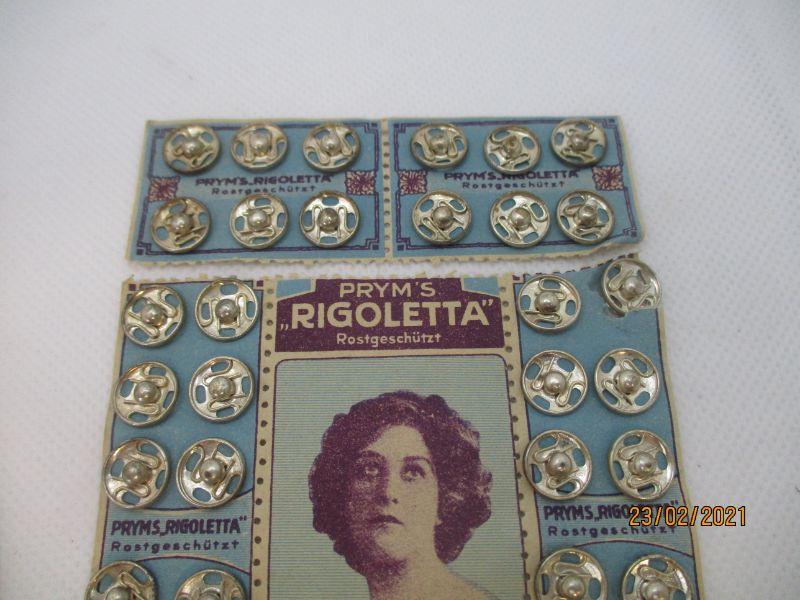 PRYM'S „RIGOLETTA"
Rostgeschützt
PRYM'S „RIGOLETTA"
Rostgeschützt
PRYM'S
„RIGOLETTA"
Rostgeschützt
PRYMS „RIGOLETTA"
Rostgeschützt
PRYMS „RIGOLETTA"
Rostgeschützt
23/02/2021